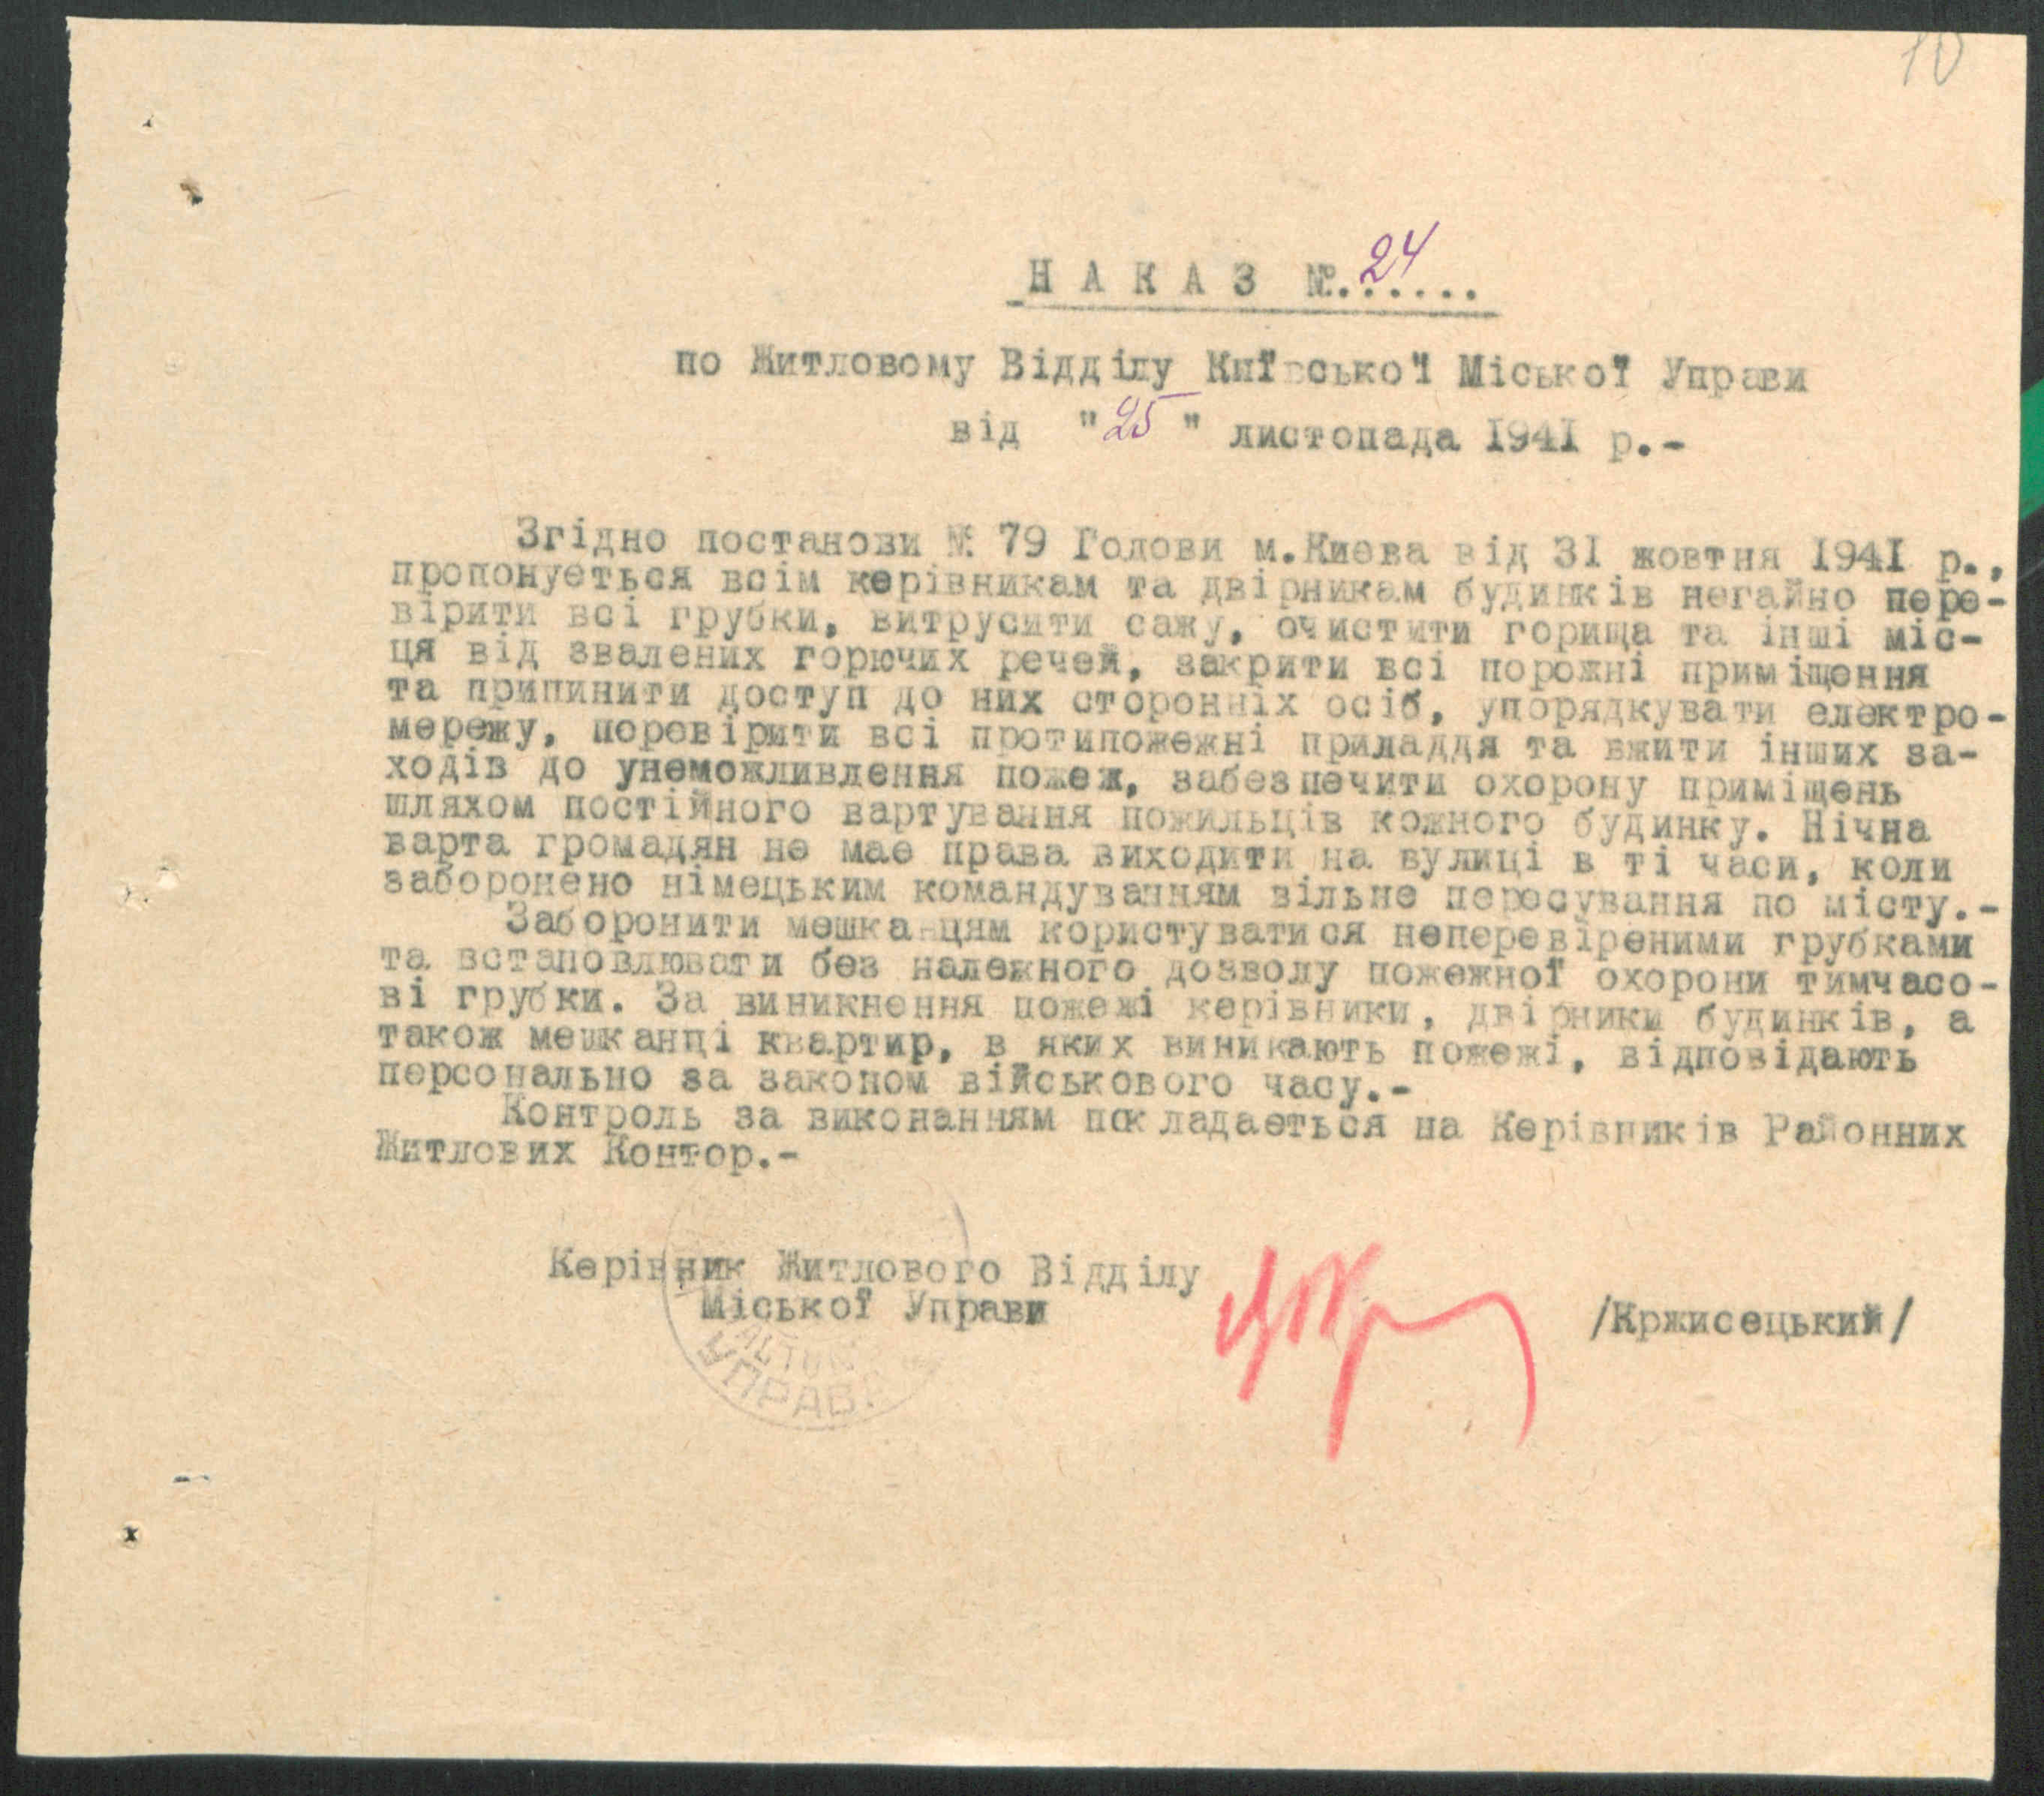 10
НАКАЗ №. 24 .....
по Житловому Відділу Київської Міської Управи
від "25" листопада 1941 р.-
Згідно постанови № 79 Голови м.Києва від 31 жовтня 1941 р.,
пропонується всім керівникам та двірникам будинків негайно пере-
вірити всі грубки, витрусити сажу, очистити горища та інші міс-
ця від звалених горючих речей, закрити всі порожні приміщення
та припинити доступ до них сторонніх осіб, упорядкувати електро-
мережу, перевірити всі протипожежні приладдя та вжити інших за-
ходів до унеможливлення пожеж, забезпечити охорону приміщень
шляхом постійного вартування пожильців кожного будинку. Нічна
варта громадян не має права виходити на вулиці в ті часи, коли
заборонено німецьким командуванням вільне пересування по місту.-
Заборонити мешканцям користуватися неперевіреними грубками
та встановлювати без належного дозволу пожежної охорони тимчасо-
ві грубки. За виникнення пожежі керівники, двірники будинків, а
також мешканці квартир, в яких виникають пожежі, відповідають
персонально за законом військового часу.-
Контроль за виконанням покладається на Керівників Районних
Житлових Контор.-
Керівник Житлового Відділу
Міської Управи
/Кржисецький/